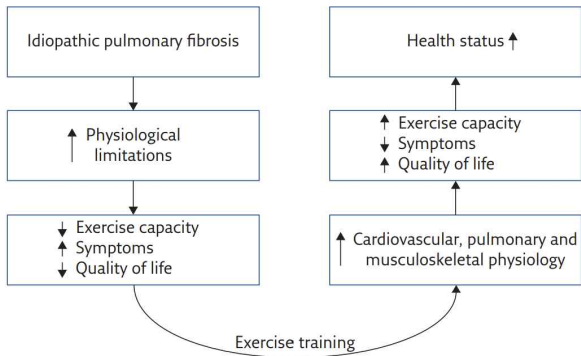 Idiopathic pulmonary fibrosis
↑ Physiological
limitations
↓ Exercise capacity
↑ Symptoms
↓ Quality of life
Exercise training
↑ Cardiovascular, pulmonary and
musculoskeletal physiology
↑ Exercise capacity
↓ Symptoms
↑ Quality of life
Health status ↑